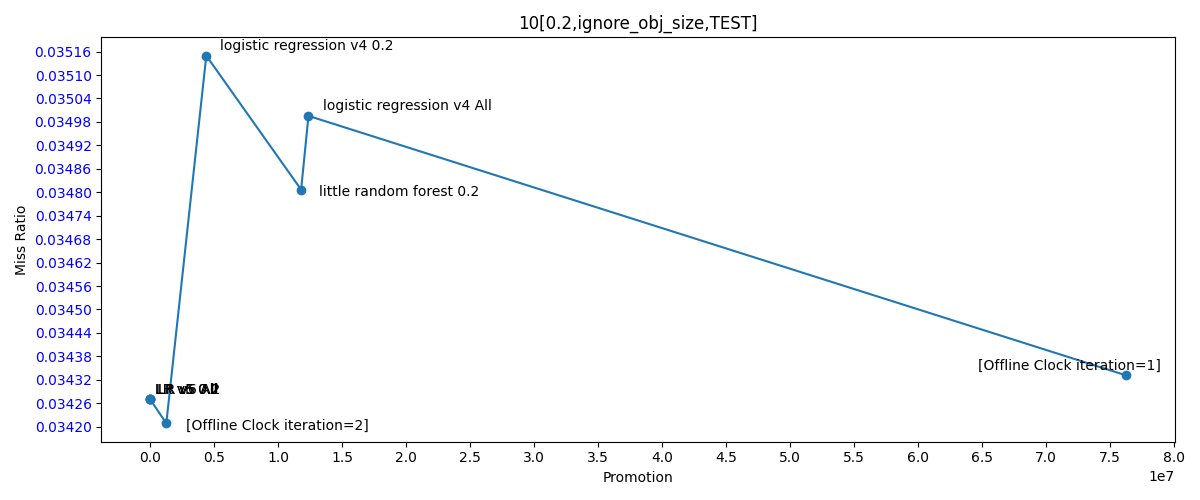 10[0.2,ignore_obj_size,TEST]
0.03516
0.03510
0.03504
0.03498
0.03492
0.03486
0.03480
0.03474
0.03468
0.03462
0.03456
0.03450
0.03444
0.03438
0.03432
0.03426
0.03420
Miss Ratio
logistic regression v4 0.2
logistic regression v4 All
little random forest 0.2
[Offline Clock iteration=1]
[Offline Clock iteration=2]
0.0 0.5 1.0 1.5 2.0 2.5 3.0 3.5 4.0 4.5 5.0 5.5 6.0 6.5 7.0 7.5 8.0
1e7
Promotion